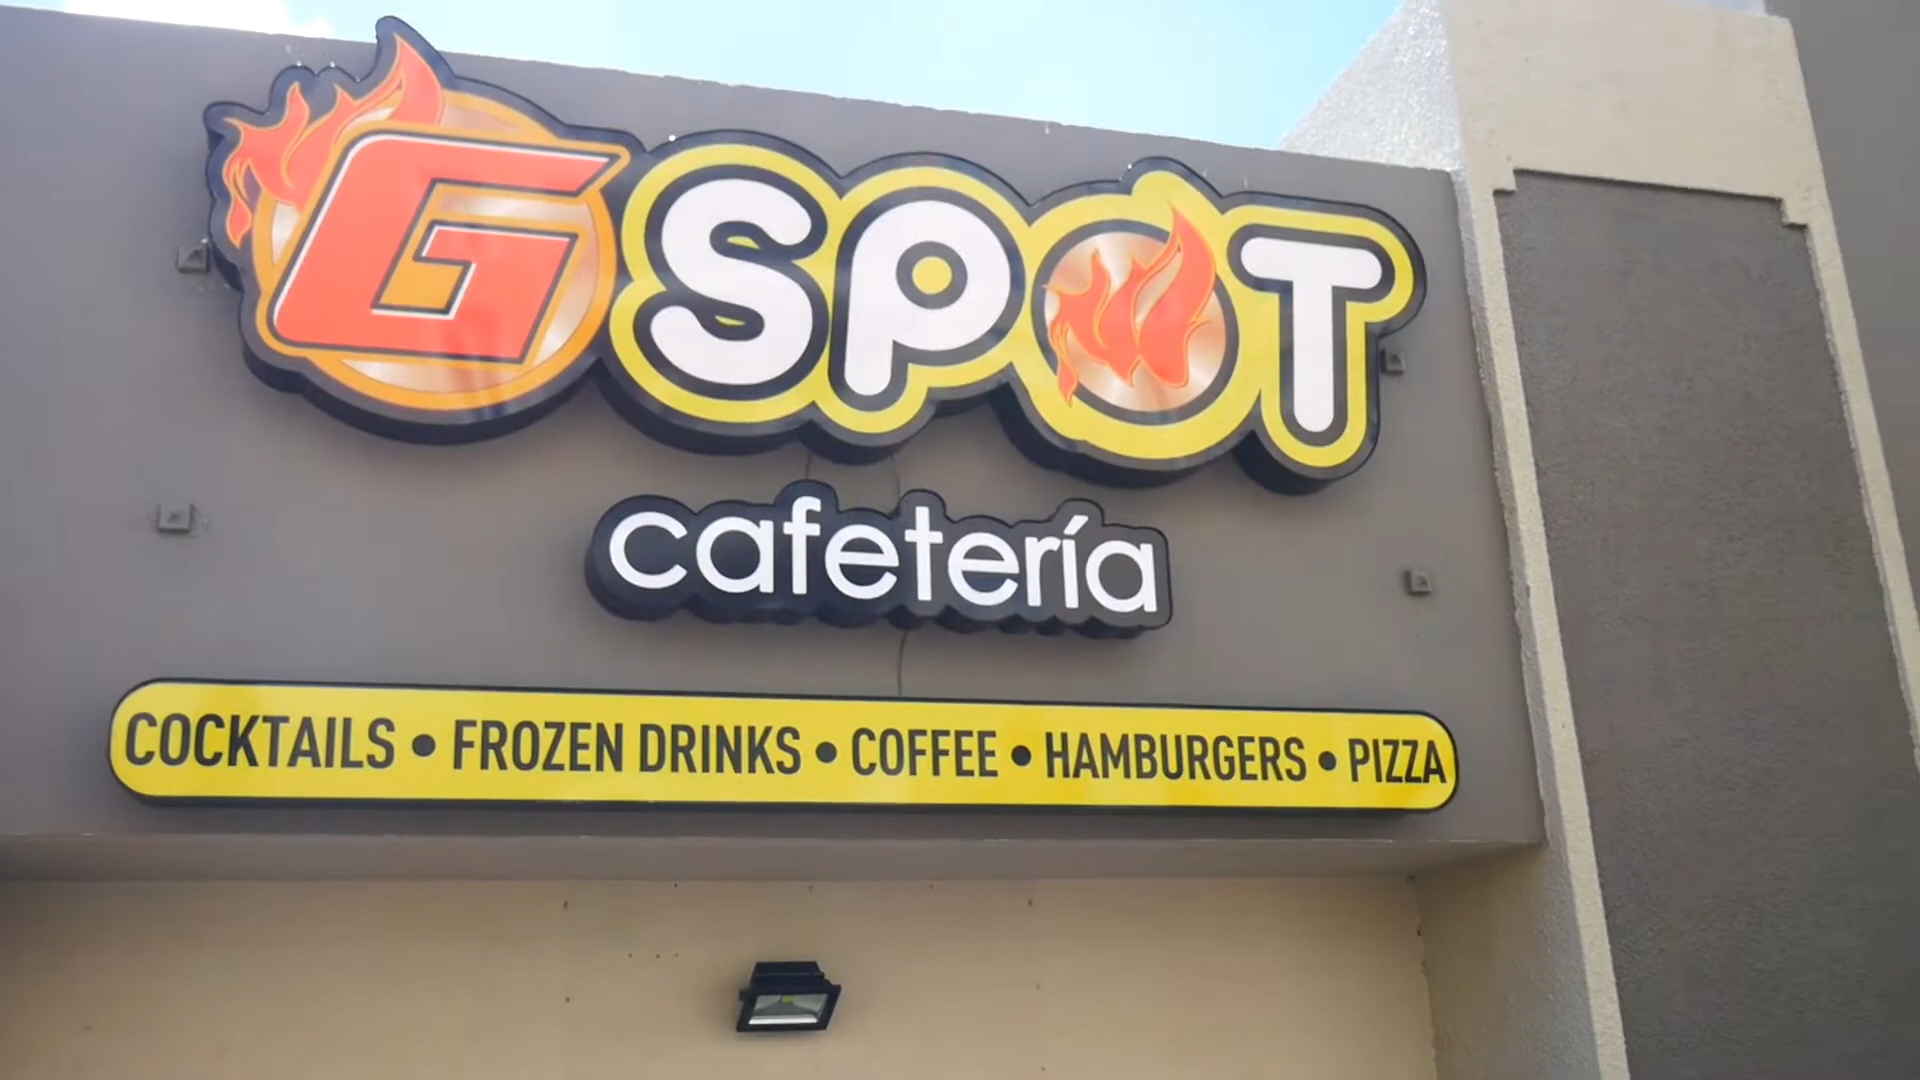 G SPOT
cafetería
COCKTAILS • FROZEN DRINKS • COFFEE • HAMBURGERS • PIZZA